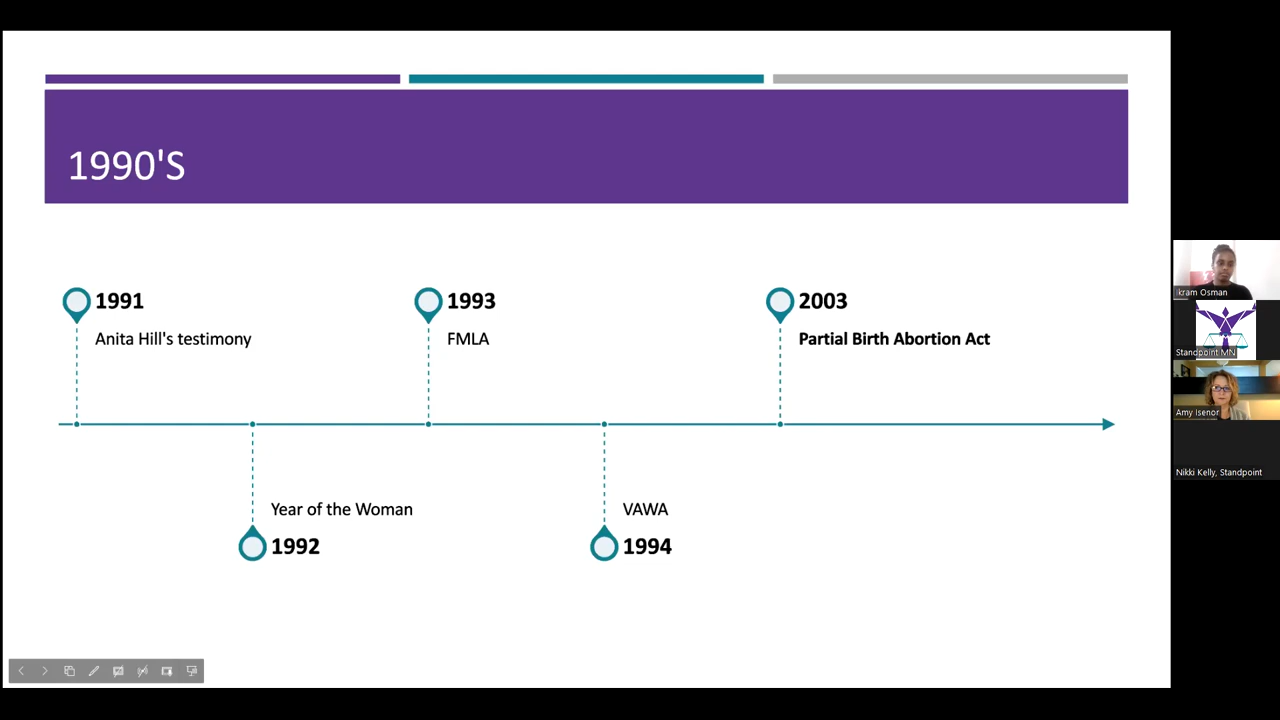 1990'S
1991
Anita Hill's testimony
1993
FMLA
2003
Partial Birth Abortion Act
Year of the Woman
1992
VAWA
1994
Ikram Osman
Standpoint MN
Amy Isenor
Nikki Kelly, Standpoint